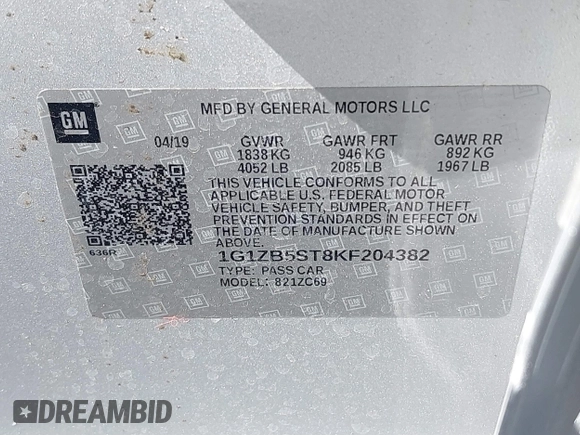 GM
MFD BY GENERAL MOTORS LLC
04/19 GVWR GAWR FRT GAWR RR
1838 KG 946 KG 892 KG
4052 LB 2085 LB 1967 LB
THIS VEHICLE CONFORMS TO ALL
APPLICABLE U.S. FEDERAL MOTOR
VEHICLE SAFETY, BUMPER, AND THEFT
PREVENTION STANDARDS IN EFFECT ON
THE DATE OF MANUFACTURE SHOWN
ABOVE.
636R
1G1ZB5ST8KF204382
TYPE: PASS CAR
MODEL: 821ZC69
DREAMBID